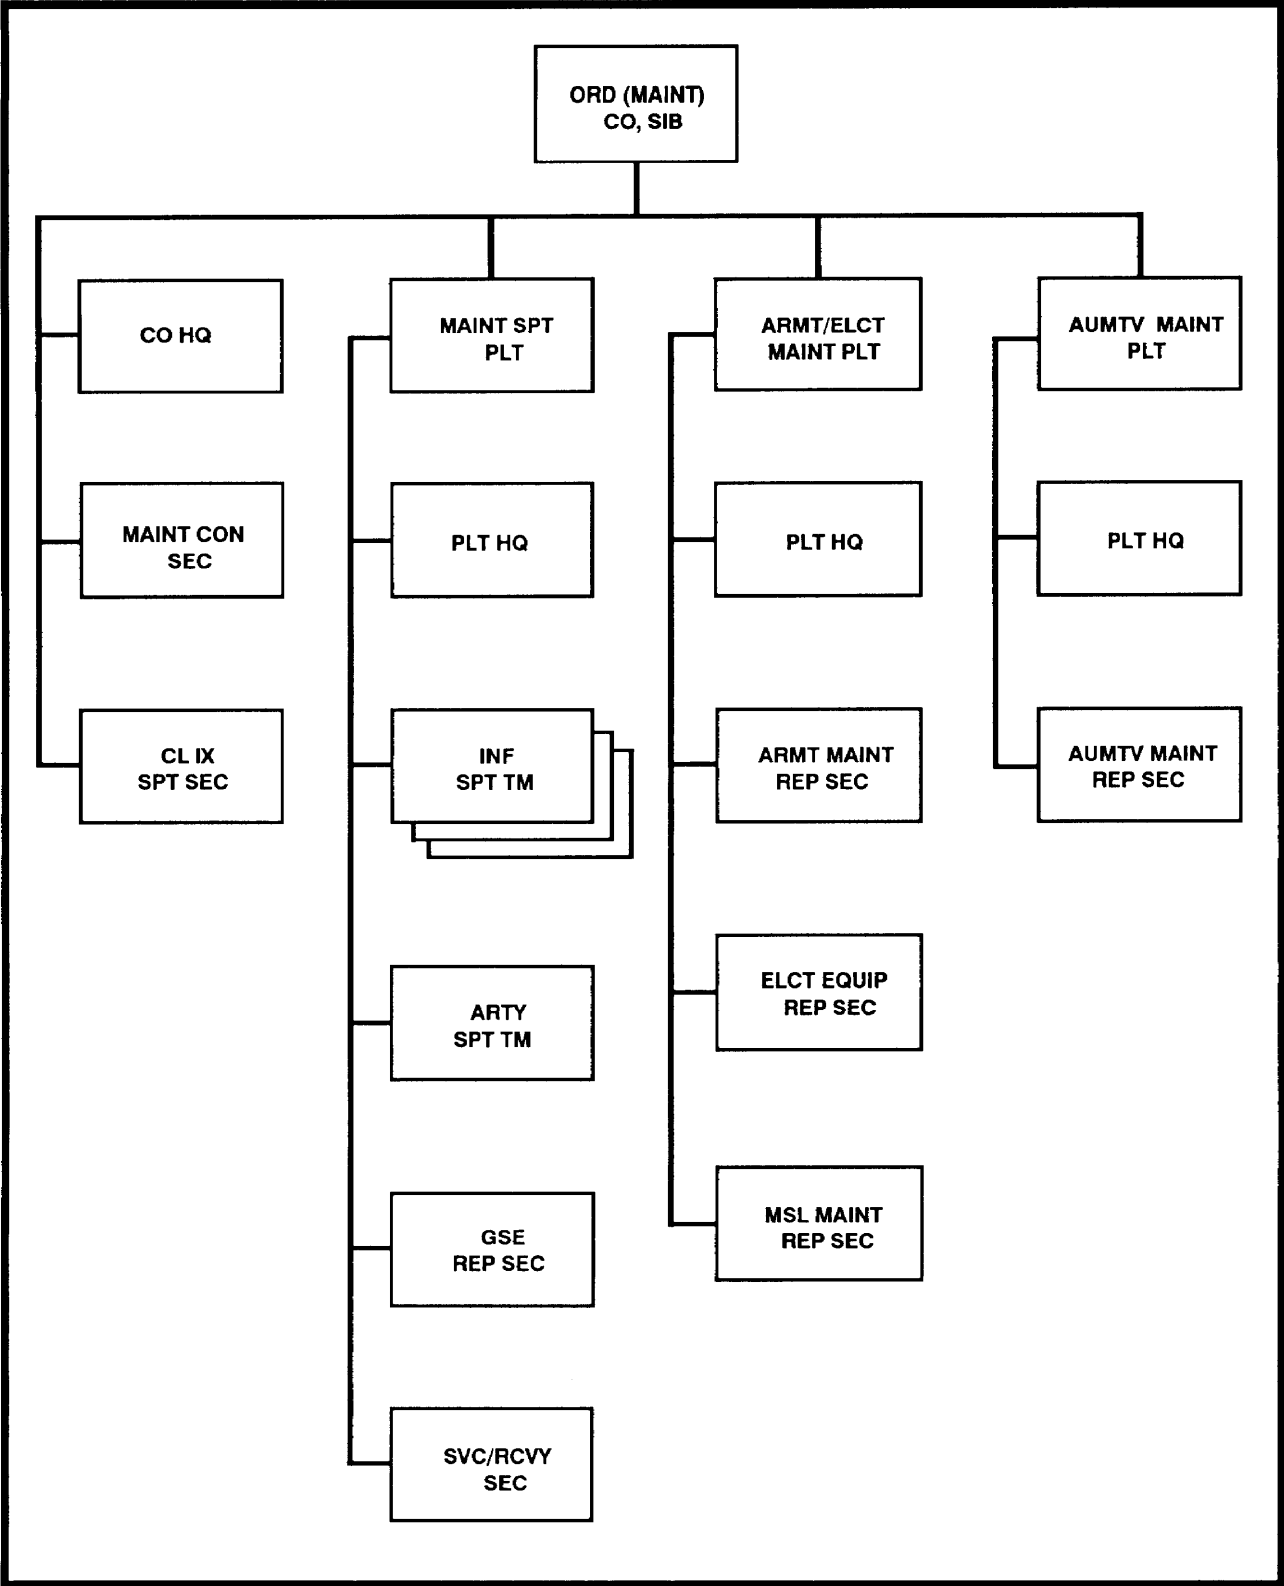 ORD (MAINT)
CO, SIB
CO HQ
MAINT SPT
PLT
ARMT/ELCT
MAINT PLT
AUMTV MAINT
PLT
MAINT CON
SEC
PLT HQ
PLT HQ
PLT HQ
CL IX
SPT SEC
INF
SPT TM
ARMT MAINT
REP SEC
AUMTV MAINT
REP SEC
ARTY
SPT TM
ELCT EQUIP
REP SEC
GSE
REP SEC
MSL MAINT
REP SEC
SVC/RCVY
SEC